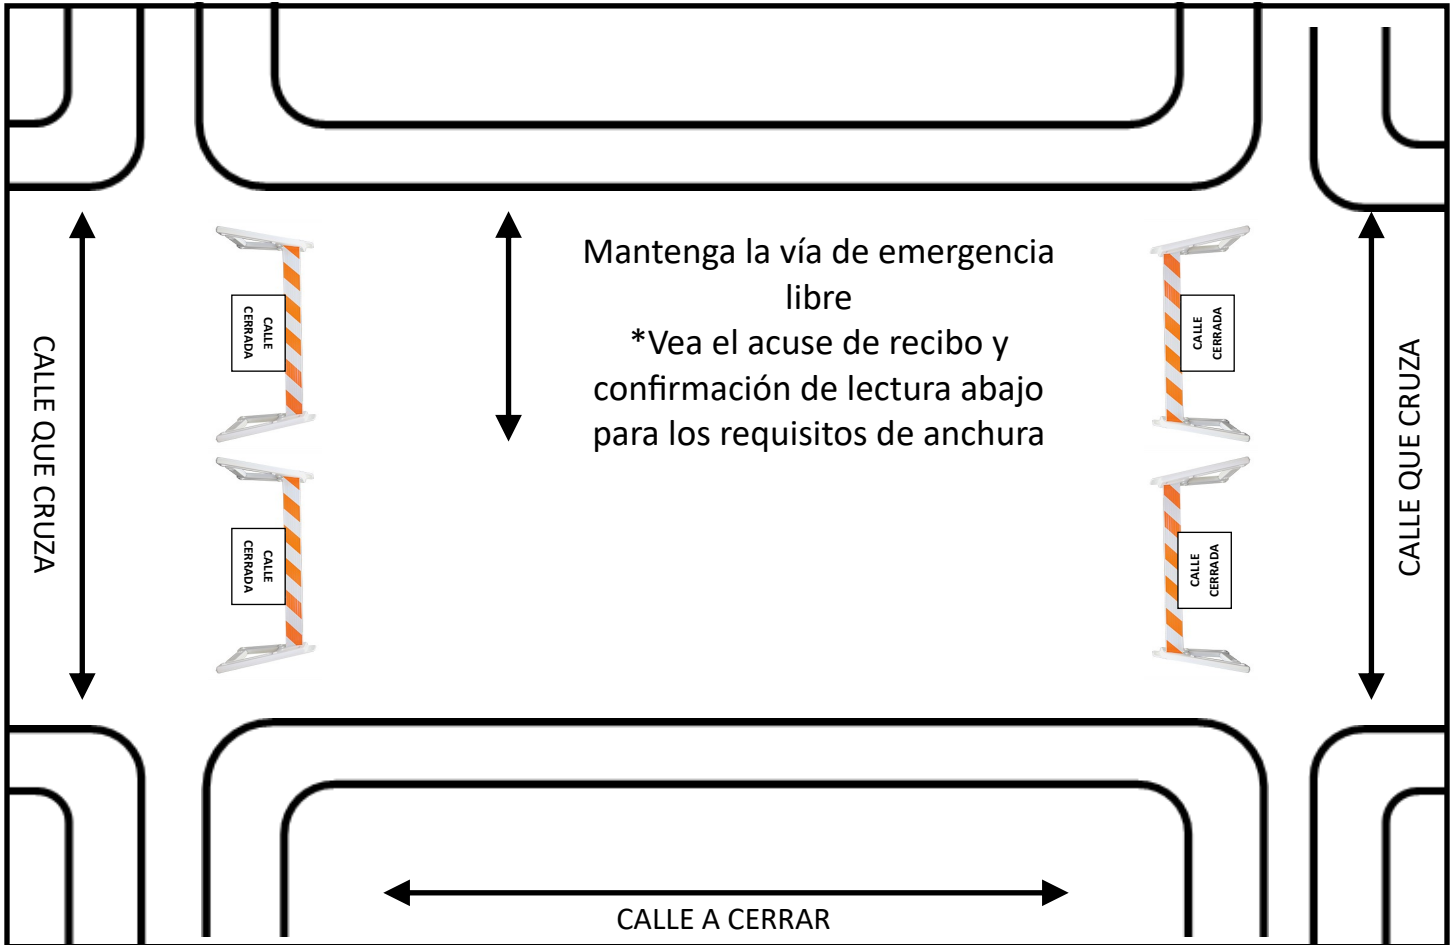 Mantenga la vía de emergencia
libre
*Vea el acuse de recibo y
confirmación de lectura abajo
para los requisitos de anchura
CALLE
CERRADA
CALLE
CERRADA
CALLE QUE CRUZA
CALLE QUE CRUZA
CALLE
CERRADA
CALLE
CERRADA
CALLE A CERRAR